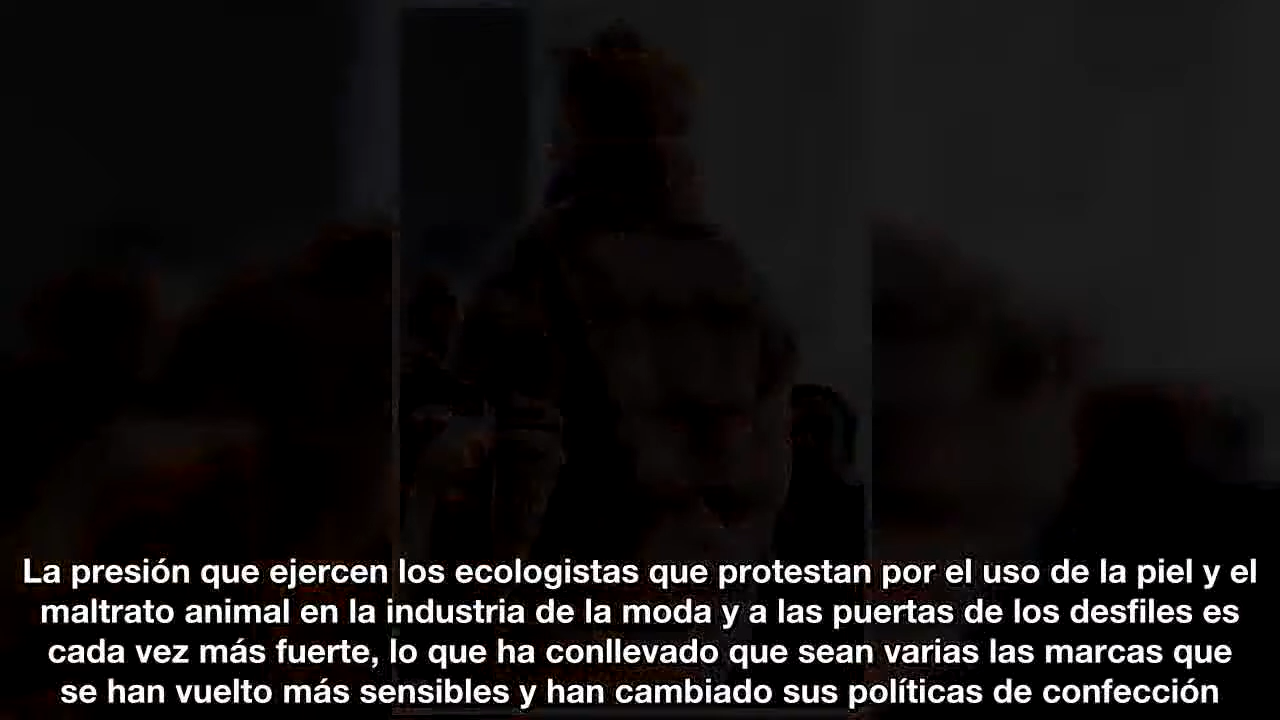 La presión que ejercen los ecologistas que protestan por el uso de la piel y el
maltrato animal en la industria de la moda y a las puertas de los desfiles es
cada vez más fuerte, lo que ha conllevado que sean varias las marcas que
se han vuelto más sensibles y han cambiado sus políticas de confección